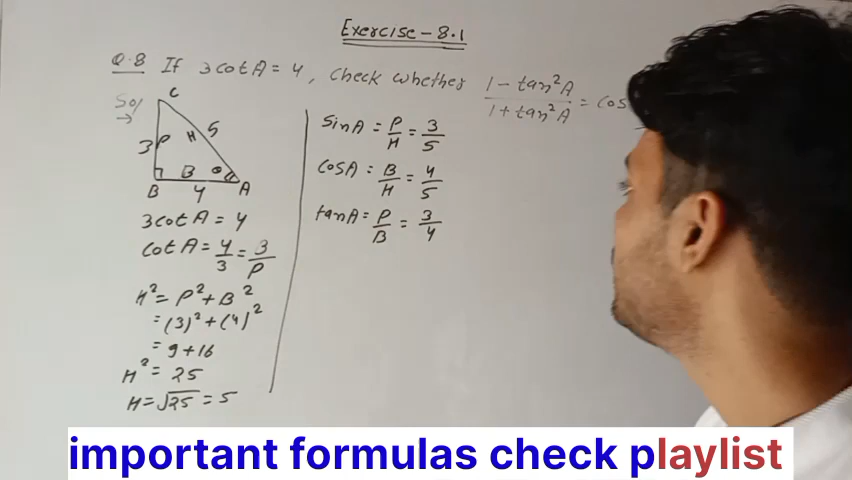 Exercise-8.1
Q.8 If 3cotA = 4, Check whether (1 - tan²A)/(1 + tan²A) = cos
Sol →
C
3 P H 5
B θ
B 4 A
3cotA = 4
cotA = 4/3 = 3/P
H² = P² + B²
= (3)² + (4)²
= 9 + 16
H² = 25
H = √25 = 5
SinA = P/H = 3/5
CosA = B/H = 4/5
tanA = P/B = 3/4
important formulas check playlist